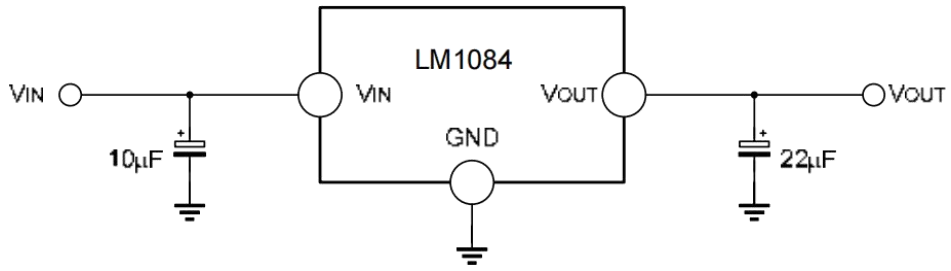 LM1084
VIN
VIN
VOUT
VOUT
GND
+
10µF
+
22µF